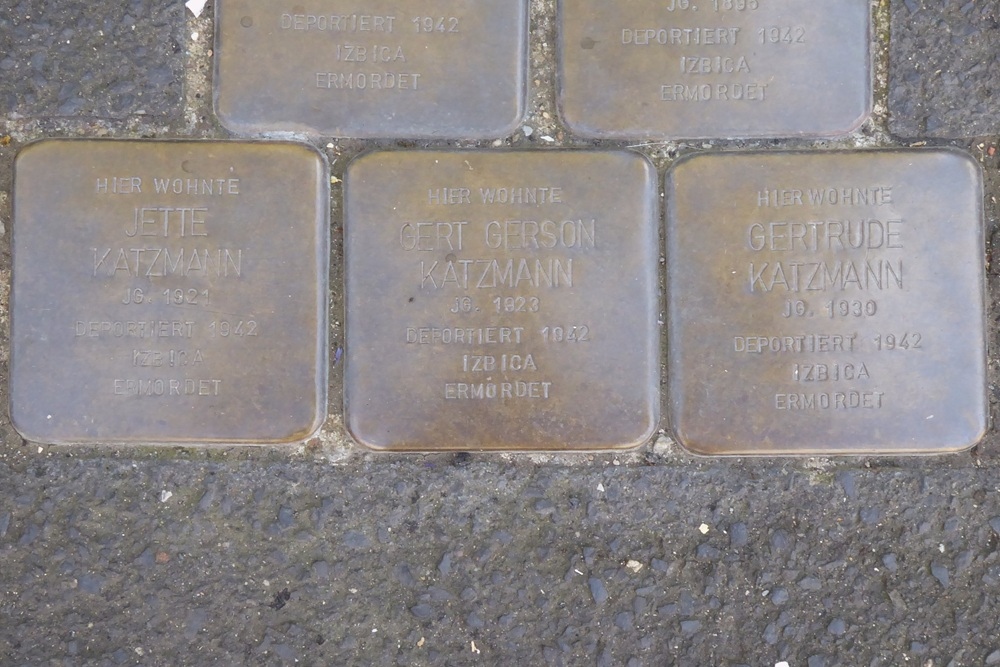 DEPORTIERT 1942
IZBICA
ERMORDET
JG. 1893
DEPORTIERT 1942
IZBICA
ERMORDET
HIER WOHNTE
JETTE
KATZMANN
JG. 1921
DEPORTIERT 1942
IZBICA
ERMORDET
HIER WOHNTE
GERT GERSON
KATZMANN
JG. 1923
DEPORTIERT 1942
IZBICA
ERMORDET
HIER WOHNTE
GERTRUDE
KATZMANN
JG. 1930
DEPORTIERT 1942
IZBICA
ERMORDET